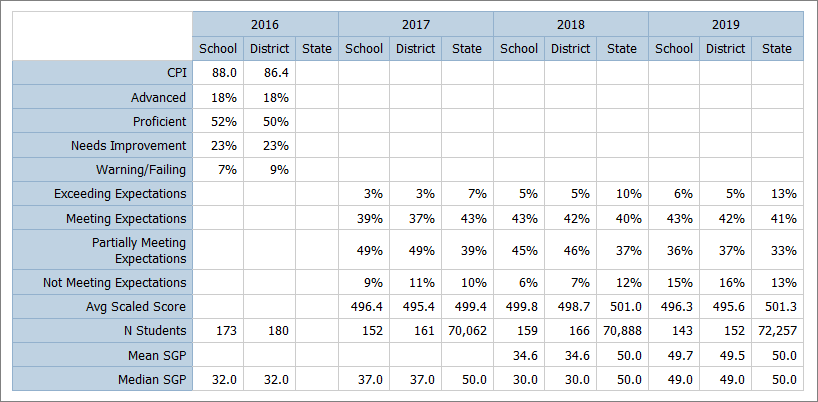 2016 2017 2018 2019
School District State School District State School District State School District State
CPI 88.0 86.4
Advanced 18% 18%
Proficient 52% 50%
Needs Improvement 23% 23%
Warning/Failing 7% 9%
Exceeding Expectations 3% 3% 7% 5% 5% 10% 6% 5% 13%
Meeting Expectations 39% 37% 43% 43% 42% 40% 43% 42% 41%
Partially Meeting
Expectations 49% 49% 39% 45% 46% 37% 36% 37% 33%
Not Meeting Expectations 9% 11% 10% 6% 7% 12% 15% 16% 13%
Avg Scaled Score 496.4 495.4 499.4 499.8 498.7 501.0 496.3 495.6 501.3
N Students 173 180 152 161 70,062 159 166 70,888 143 152 72,257
Mean SGP 34.6 34.6 50.0 49.7 49.5 50.0
Median SGP 32.0 32.0 37.0 37.0 50.0 30.0 30.0 50.0 49.0 49.0 50.0